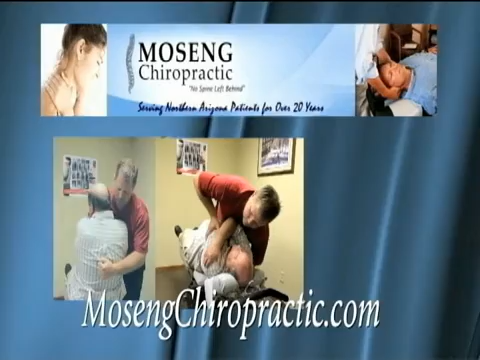 MOSENG
Chiropractic
"No Spine Left Behind"
Serving Northern Arizona Patients for Over 20 Years
MosengChiropractic.com